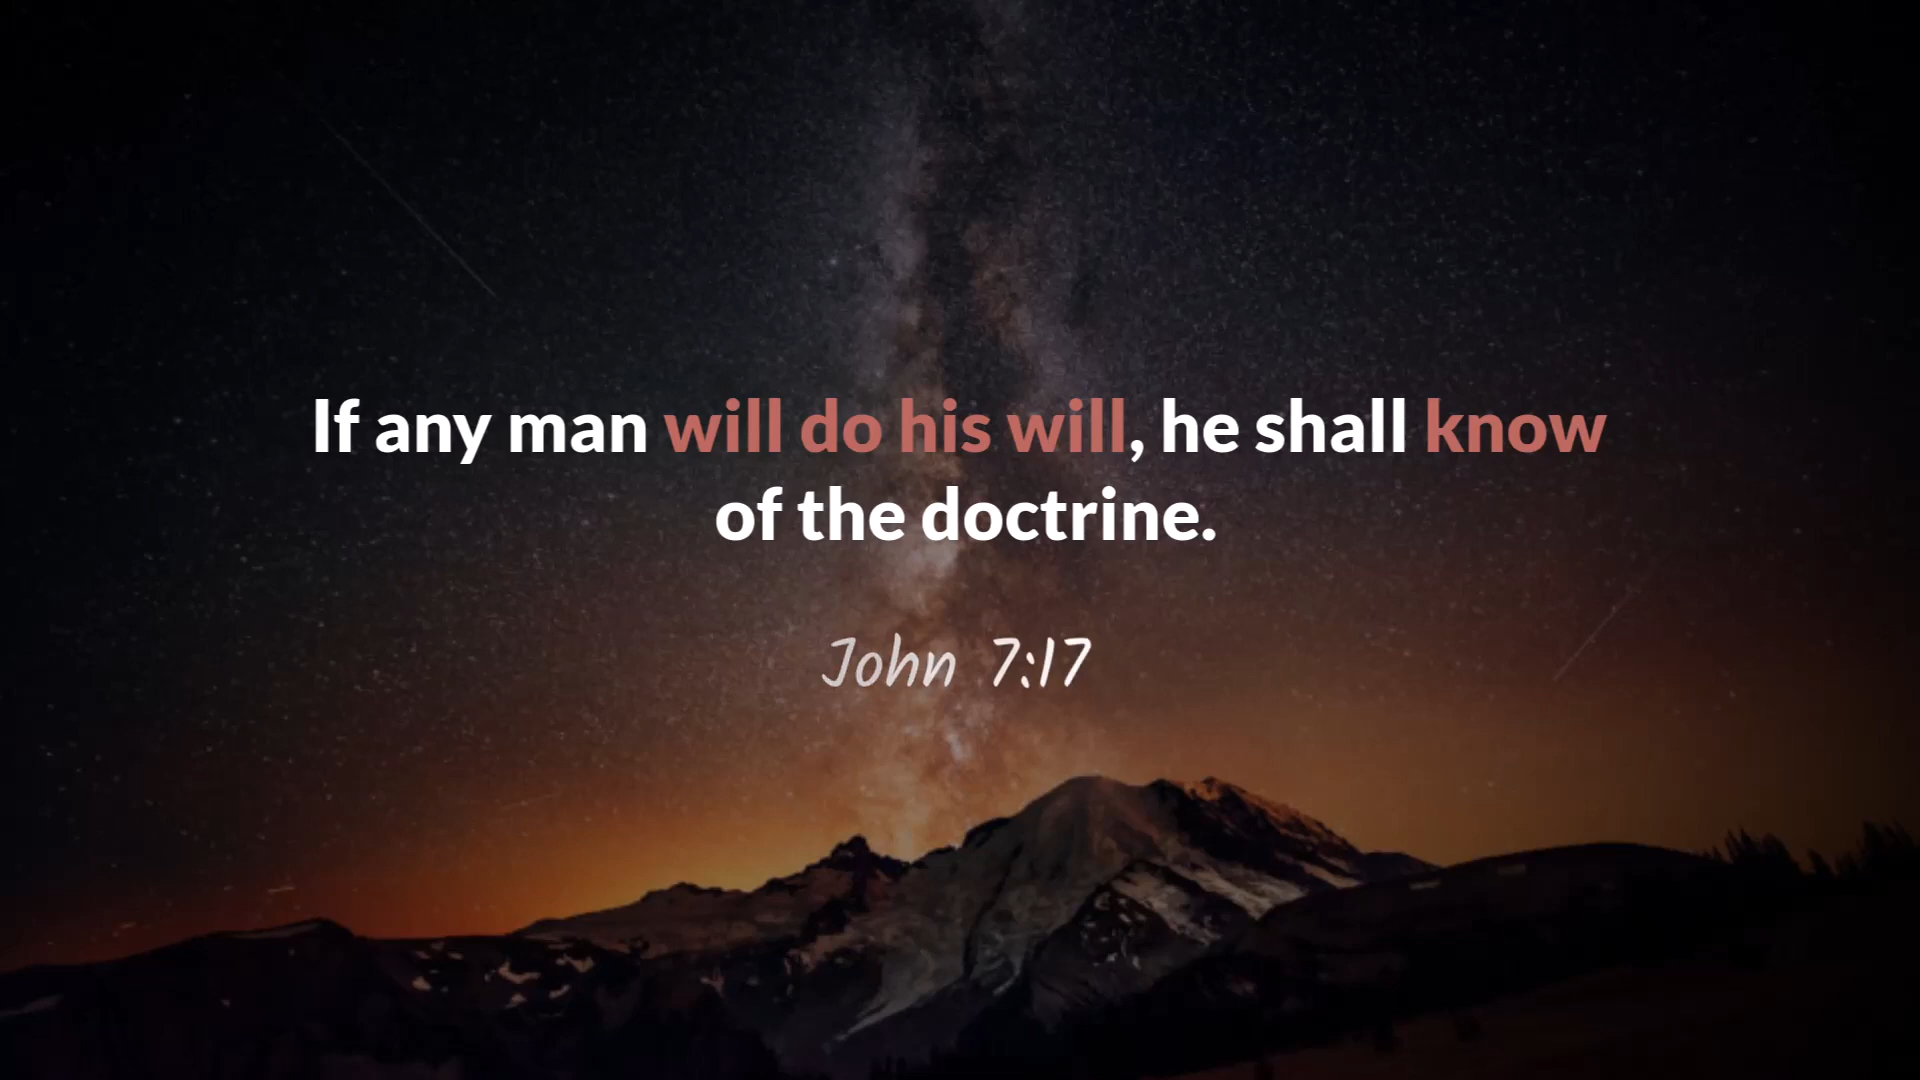 If any man will do his will, he shall know
of the doctrine.
John 7:17